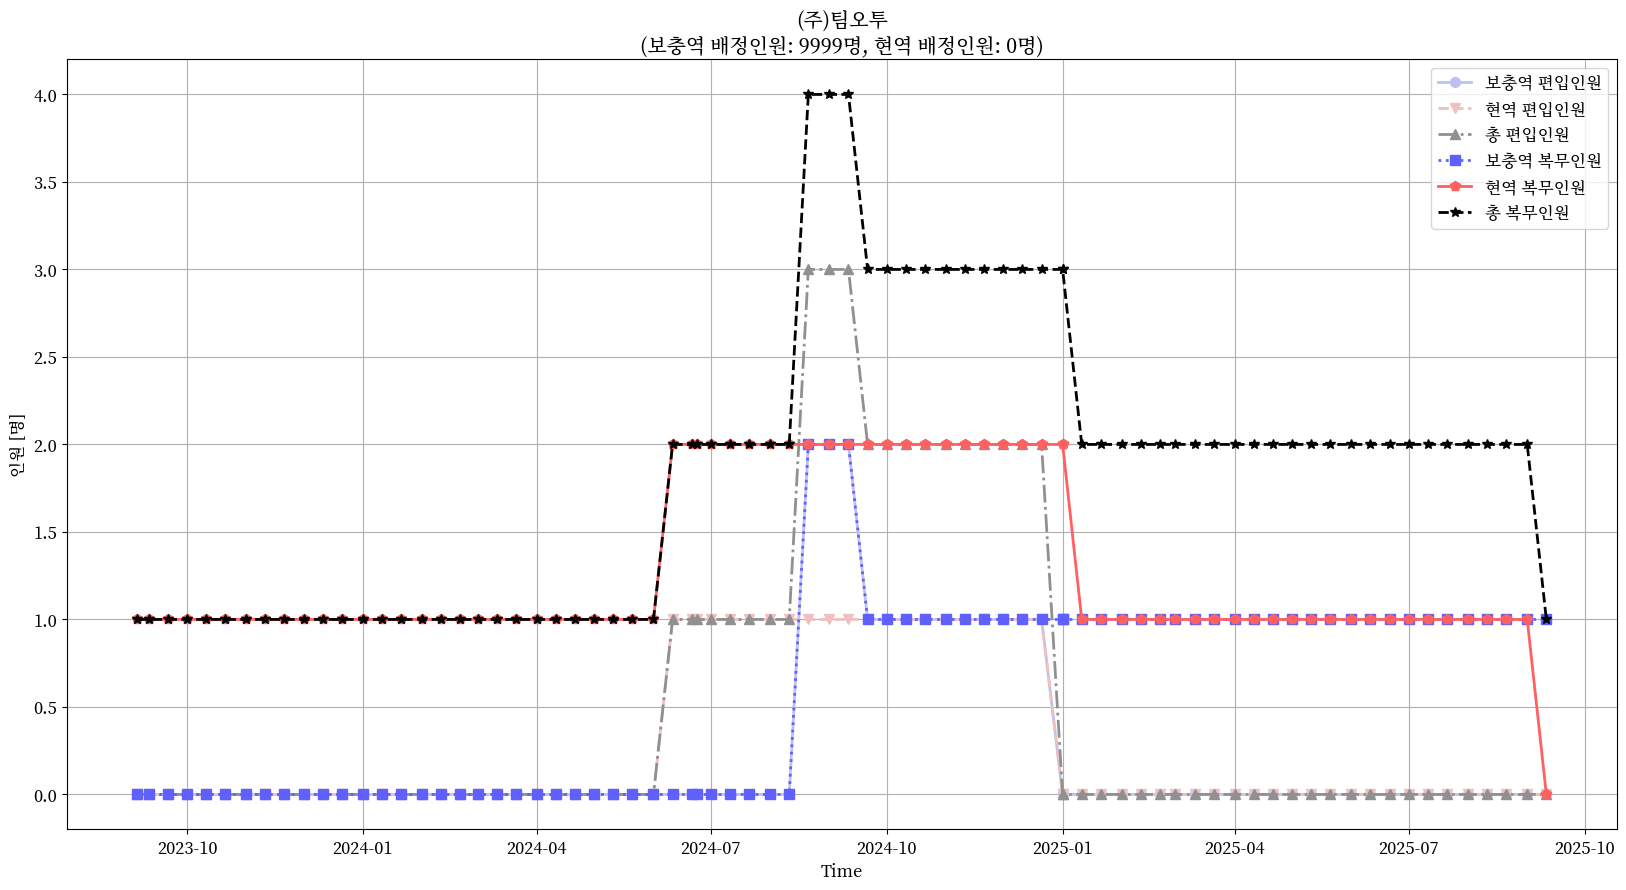 (주)팀오투
(보충역 배정인원: 9999명, 현역 배정인원: 0명)
보충역 편입인원
현역 편입인원
총 편입인원
보충역 복무인원
현역 복무인원
총 복무인원
인원 [명]
4.0
3.5
3.0
2.5
2.0
1.5
1.0
0.5
0.0
2023-10
2024-01
2024-04
2024-07
2024-10
2025-01
2025-04
2025-07
2025-10
Time